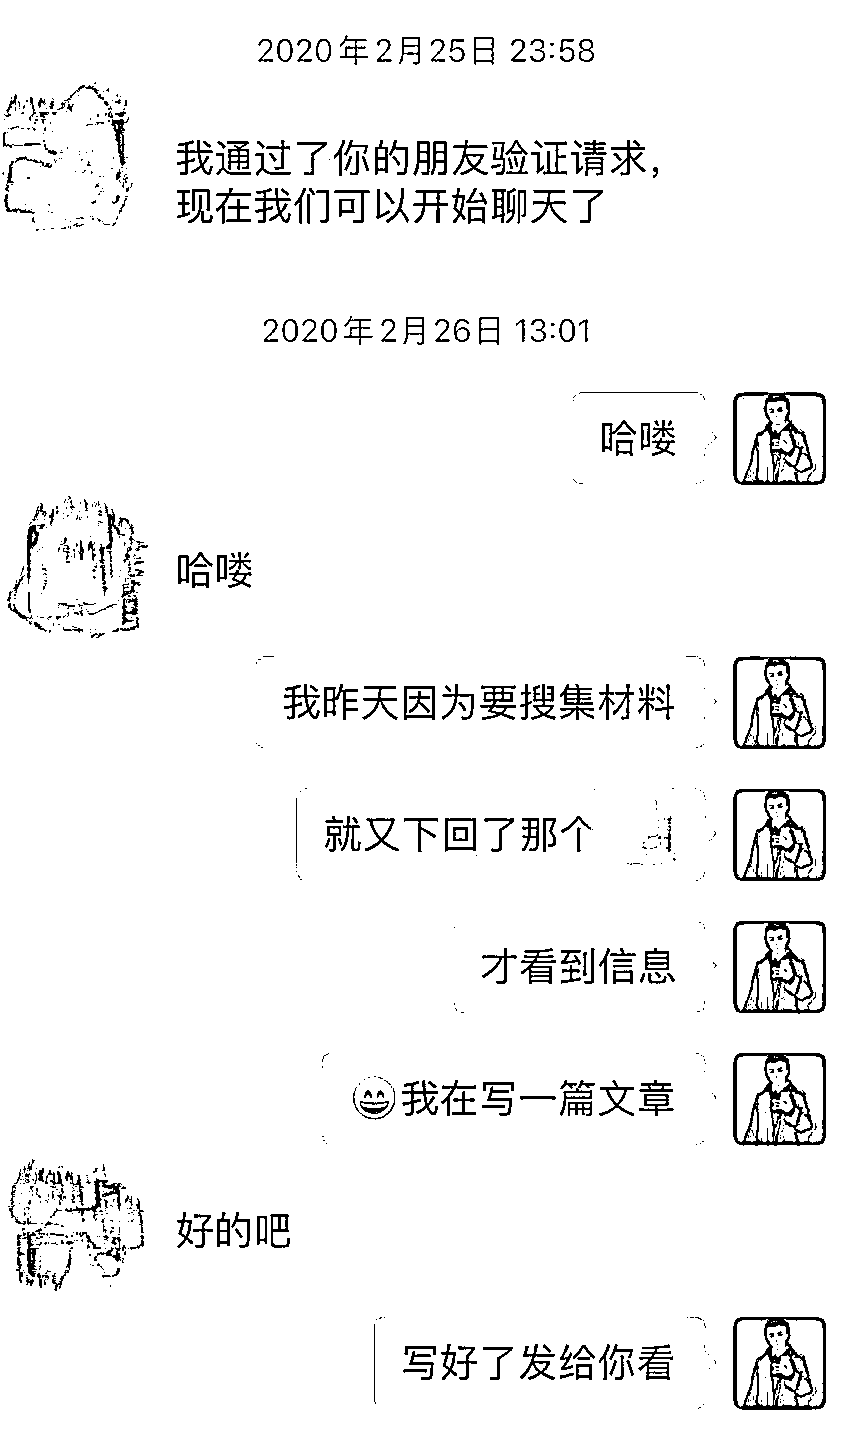 2020年2月25日 23:58
我通过了你的朋友验证请求，
现在我们可以开始聊天了
2020年2月26日 13:01
哈喽
哈喽
我昨天因为要搜集材料
就又下回了那个
才看到信息
😄我在写一篇文章
好的吧
写好了发给你看